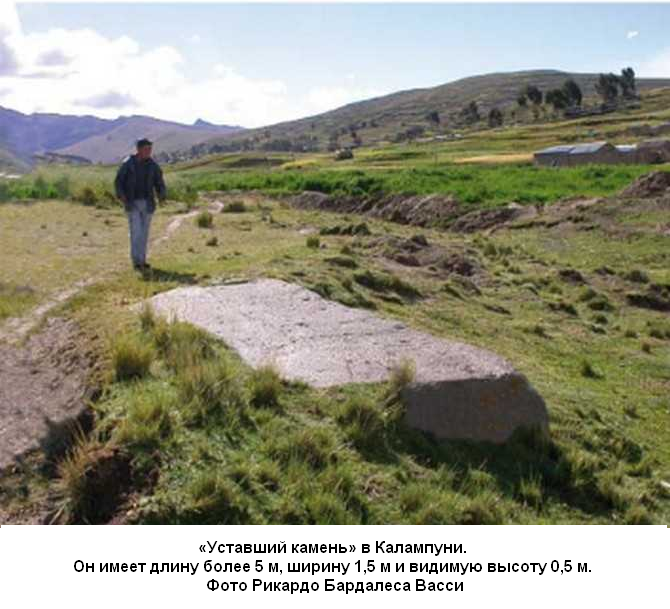 «Уставший камень» в Калампуни.
Он имеет длину более 5 м, ширину 1,5 м и видимую высоту 0,5 м.
Фото Рикардо Бардалеса Васси